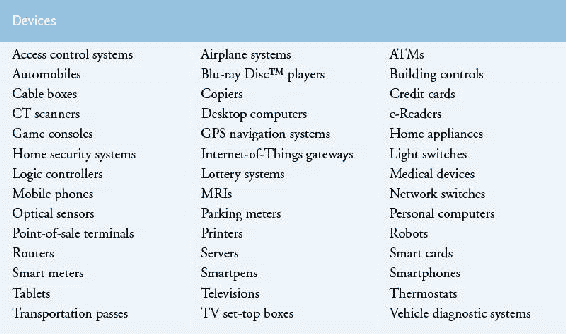 Devices
Access control systems Airplane systems ATMs
Automobiles Blu-ray Disc™ players Building controls
Cable boxes Copiers Credit cards
CT scanners Desktop computers e-Readers
Game consoles GPS navigation systems Home appliances
Home security systems Internet-of-Things gateways Light switches
Logic controllers Lottery systems Medical devices
Mobile phones MRIs Network switches
Optical sensors Parking meters Personal computers
Point-of-sale terminals Printers Robots
Routers Servers Smart cards
Smart meters Smartpens Smartphones
Tablets Televisions Thermostats
Transportation passes TV set-top boxes Vehicle diagnostic systems